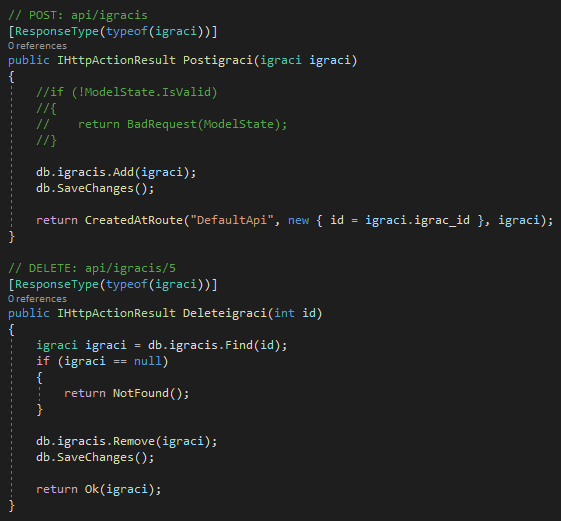 // POST: api/igracis
[ResponseType(typeof(igraci))]
0 references
public IHttpActionResult Postigraci(igraci igraci)
{
//if (!ModelState.IsValid)
//{
//    return BadRequest(ModelState);
//}
db.igracis.Add(igraci);
db.SaveChanges();
return CreatedAtRoute("DefaultApi", new { id = igraci.igrac_id }, igraci);
}
// DELETE: api/igracis/5
[ResponseType(typeof(igraci))]
0 references
public IHttpActionResult Deleteigraci(int id)
{
igraci igraci = db.igracis.Find(id);
if (igraci == null)
{
return NotFound();
}
db.igracis.Remove(igraci);
db.SaveChanges();
return Ok(igraci);
}